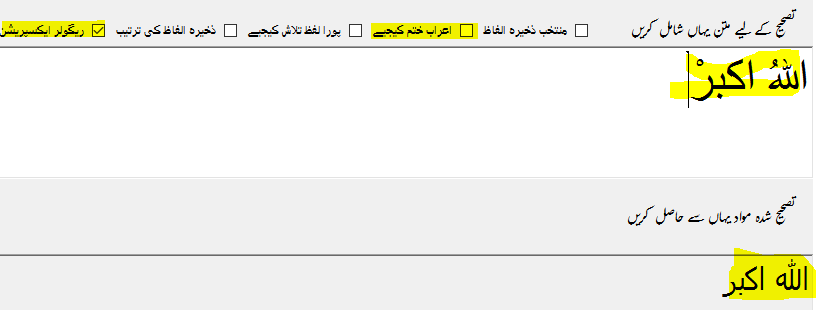 تصحیح کے لیے متن یہاں شامل کریں
منتخب ذخیرہ الفاظ اعراب ختم کیجیے پورا لفظ تلاش کیجیے ذخیرہ الفاظ کی ترتیب ریگولر ایکسپریشن
اللہُ اکبرْ
تصحیح شدہ مواد یہاں سے حاصل کریں
اللہ اکبر